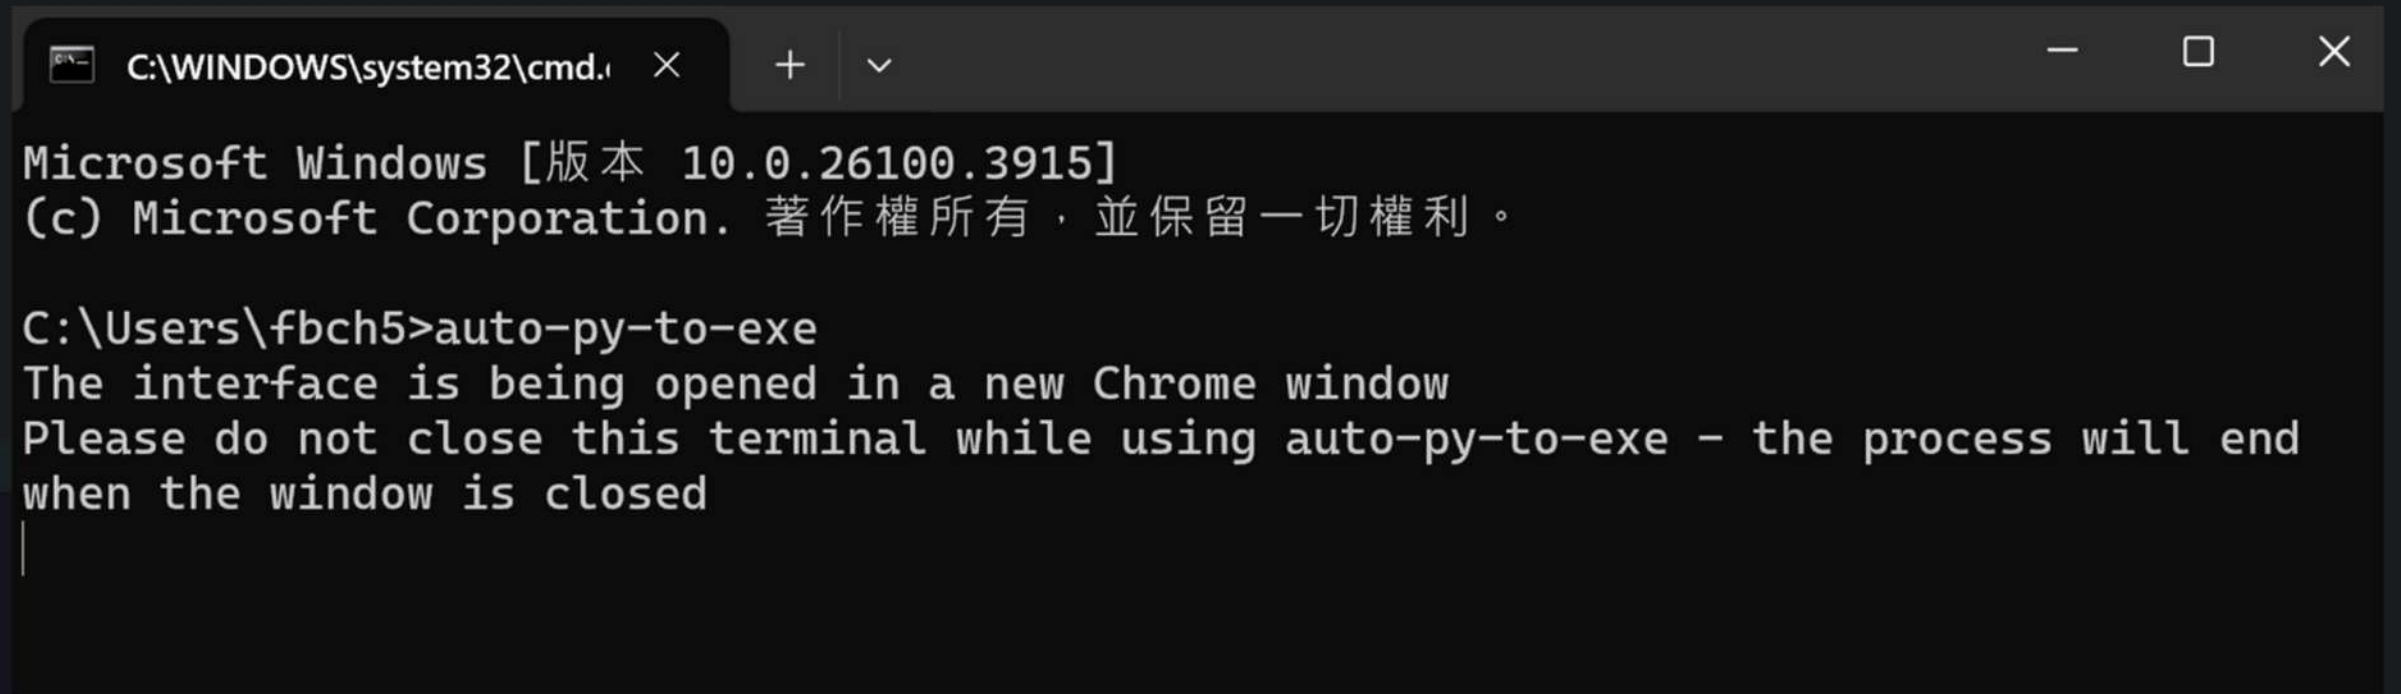 C:\WINDOWS\system32\cmd.
Microsoft Windows [版本 10.0.26100.3915]
(c) Microsoft Corporation. 著作權所有，並保留一切權利。
C:\Users\fbch5>auto-py-to-exe
The interface is being opened in a new Chrome window
Please do not close this terminal while using auto-py-to-exe - the process will end
when the window is closed